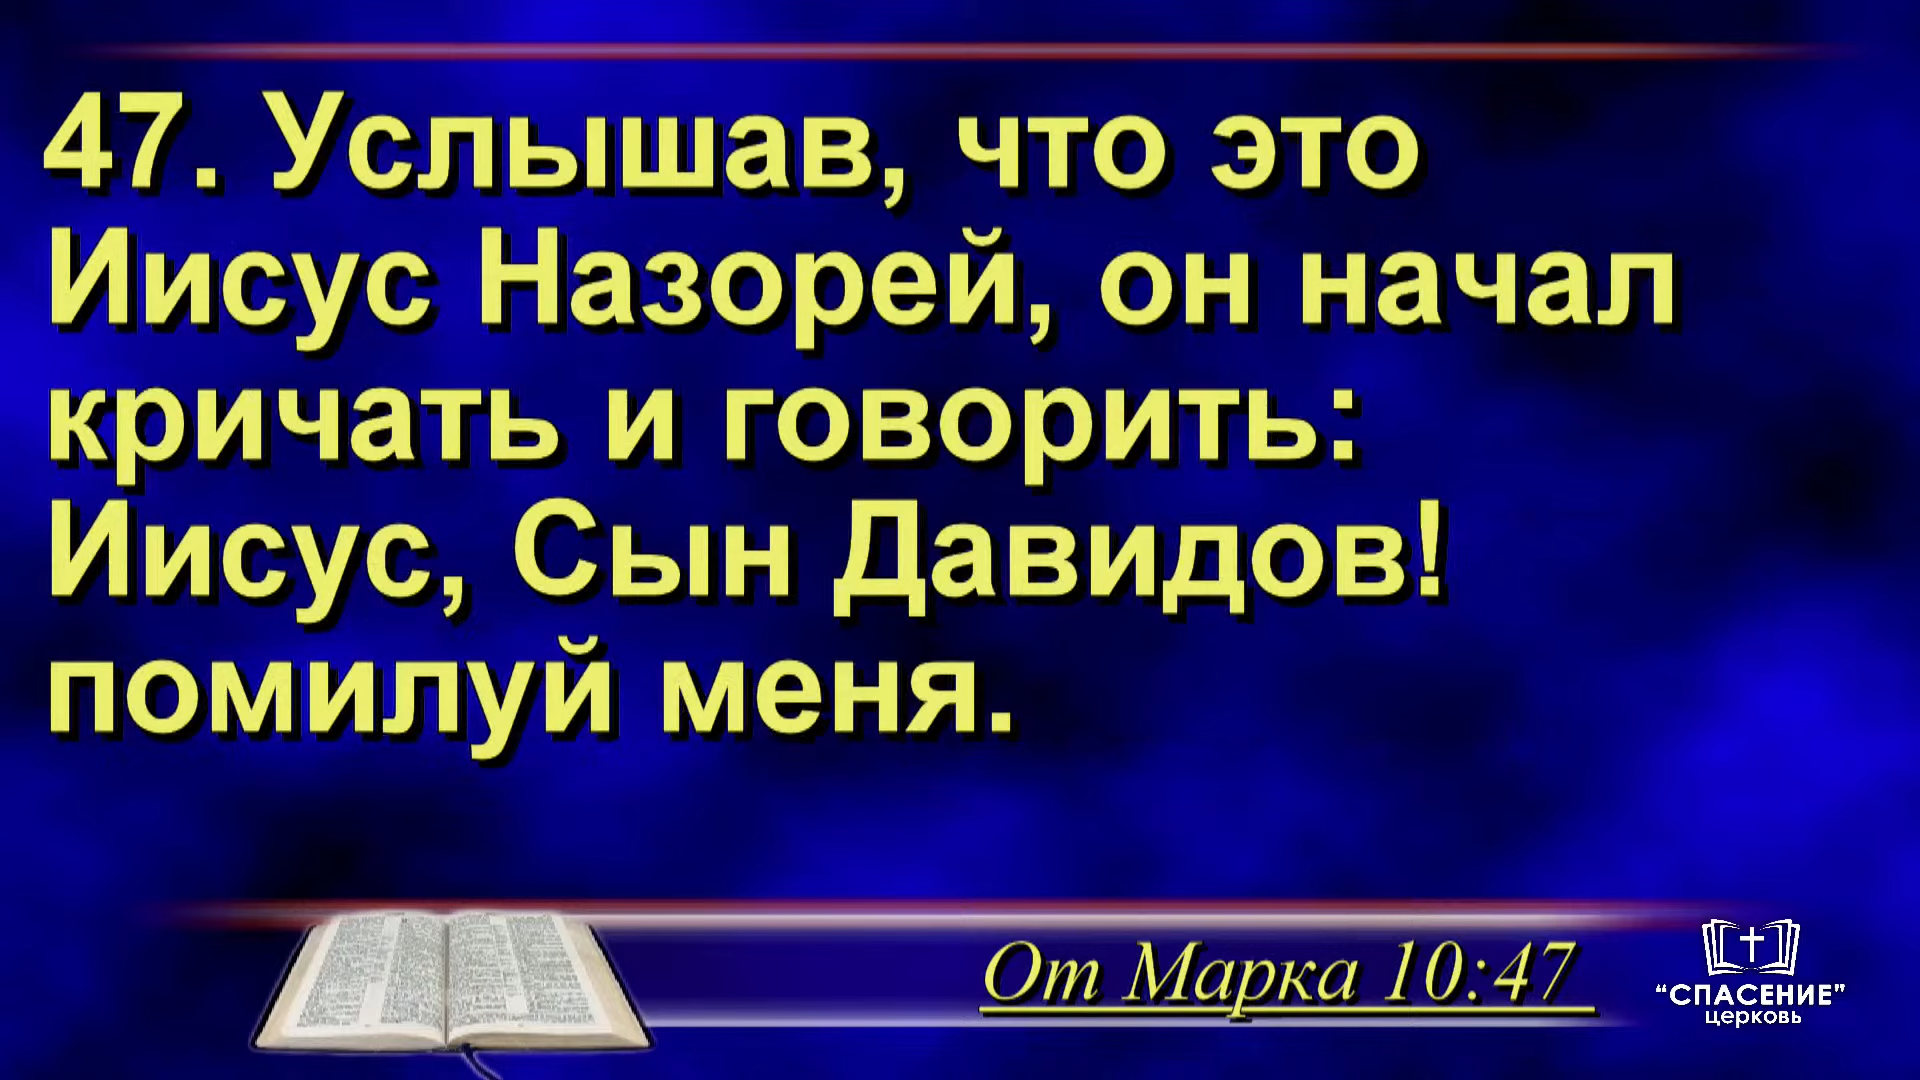 47. Услышав, что это
Иисус Назорей, он начал
кричать и говорить:
Иисус, Сын Давидов!
помилуй меня.
От Марка 10:47
“СПАСЕНИЕ”
церковь